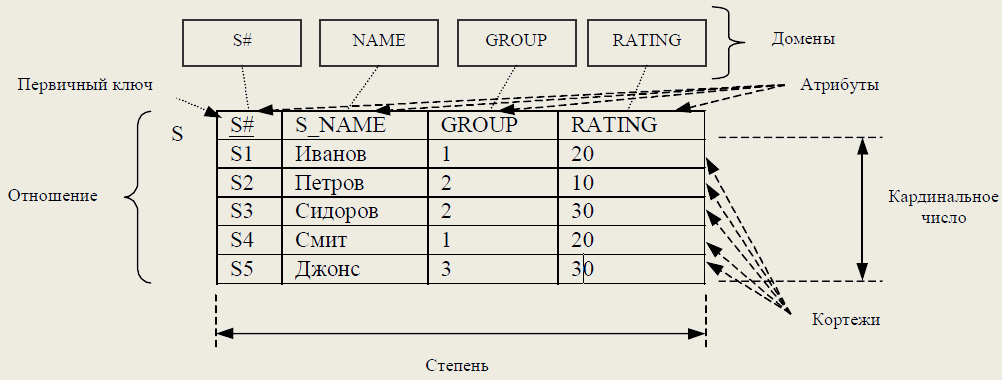 S# NAME GROUP RATING Домены
Первичный ключ Атрибуты
S S# S_NAME GROUP RATING
S1 Иванов 1 20
S2 Петров 2 10
Отношение Кардинальное
S3 Сидоров 2 30 число
S4 Смит 1 20
S5 Джонс 3 30
Кортежи
Степень